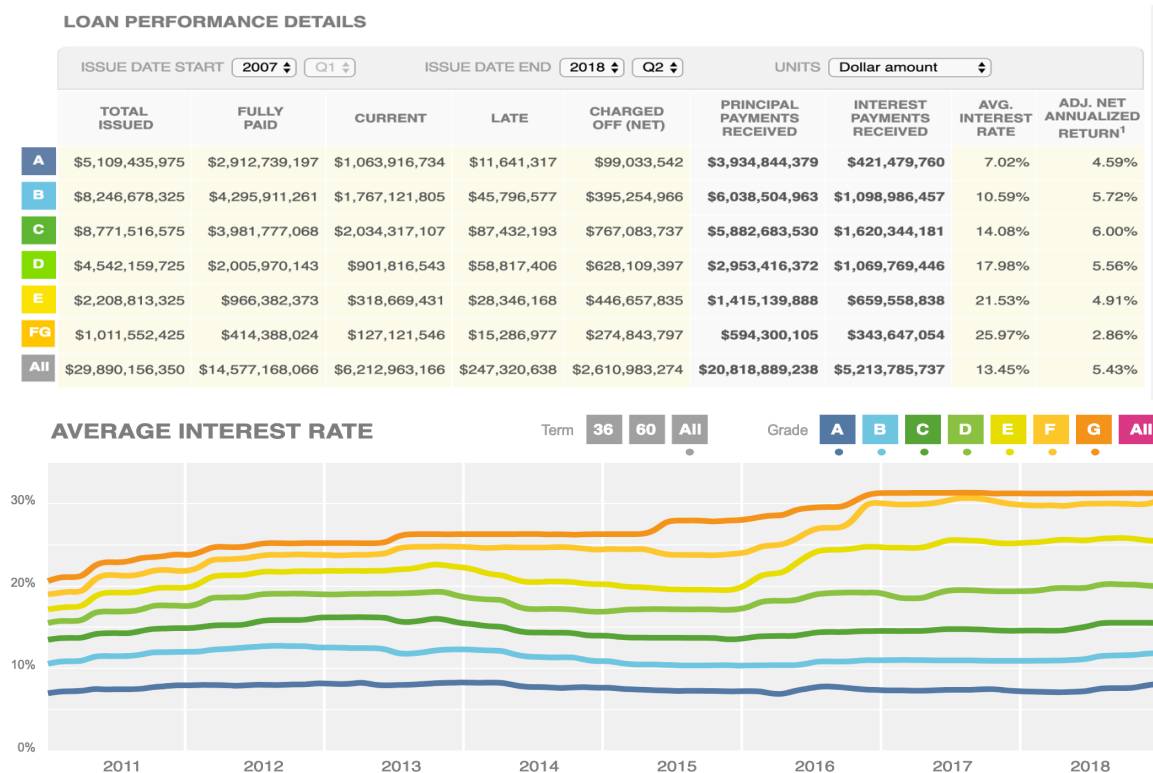 LOAN PERFORMANCE DETAILS
ISSUE DATE START 2007 Q1 ISSUE DATE END 2018 Q2 UNITS Dollar amount
TOTAL ISSUED FULLY PAID CURRENT LATE CHARGED OFF (NET) PRINCIPAL PAYMENTS RECEIVED INTEREST PAYMENTS RECEIVED AVG. INTEREST RATE ADJ. NET ANNUALIZED RETURN¹
A $5,109,435,975 $2,912,739,197 $1,063,916,734 $11,641,317 $99,033,542 $3,934,844,379 $421,479,760 7.02% 4.59%
B $8,246,678,325 $4,295,911,261 $1,767,121,805 $45,796,577 $395,254,966 $6,038,504,963 $1,098,986,457 10.59% 5.72%
C $8,771,516,575 $3,981,777,068 $2,034,317,107 $87,432,193 $767,083,737 $5,882,683,530 $1,620,344,181 14.08% 6.00%
D $4,542,159,725 $2,005,970,143 $901,816,543 $58,817,406 $628,109,397 $2,953,416,372 $1,069,769,446 17.98% 5.56%
E $2,208,813,325 $966,382,373 $318,669,431 $28,346,168 $446,657,835 $1,415,139,888 $659,558,838 21.53% 4.91%
FG $1,011,552,425 $414,388,024 $127,121,546 $15,286,977 $274,843,797 $594,300,105 $343,647,054 25.97% 2.86%
All $29,890,156,350 $14,577,168,066 $6,212,963,166 $247,320,638 $2,610,983,274 $20,818,889,238 $5,213,785,737 13.45% 5.43%
AVERAGE INTEREST RATE Term 36 60 All Grade A B C D E F G All
30%
20%
10%
0%
2011 2012 2013 2014 2015 2016 2017 2018